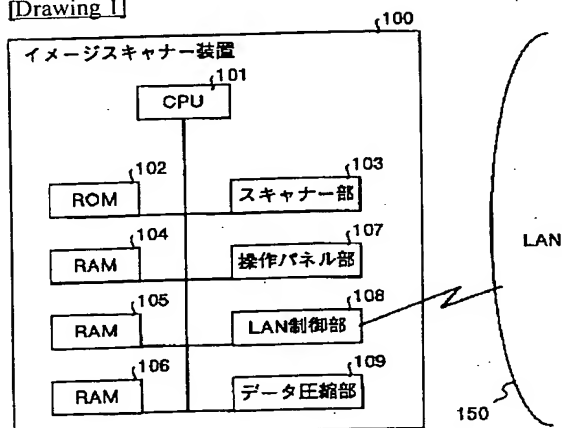 [Drawing 1]
100
イメージスキャナー装置
101
CPU
102
103
ROM
スキャナー部
104
107
RAM
操作パネル部
LAN
105
108
RAM
LAN制御部
106
109
RAM
データ圧縮部
150